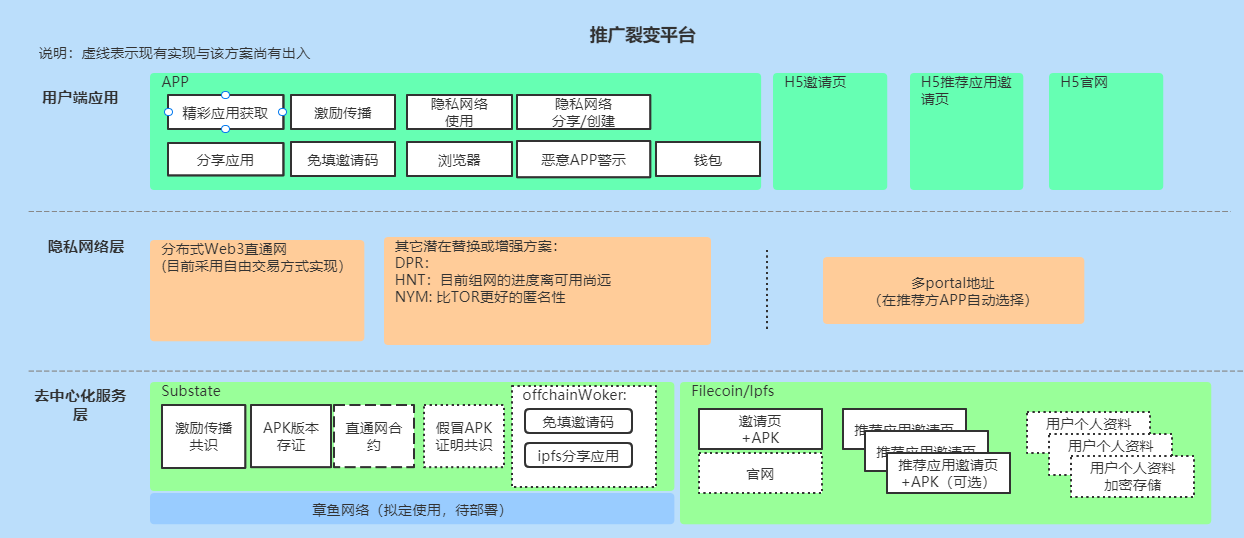 推广裂变平台
说明：虚线表示现有实现与该方案尚有出入
用户端应用
APP
精彩应用获取
激励传播
隐私网络
使用
隐私网络
分享/创建
分享应用
免填邀请码
浏览器
恶意APP警示
钱包
H5邀请页
H5推荐应用邀
请页
H5官网
隐私网络层
分布式Web3直通网
(目前采用自由交易方式实现)
其它潜在替换或增强方案：
DPR：
HNT：目前组网的进度离可用尚远
NYM: 比TOR更好的匿名性
多portal地址
（在推荐方APP自动选择）
去中心化服务
层
Substate
激励传播
共识
APK版本
存证
直通网合
约
假冒APK
证明共识
offchainWoker:
免填邀请码
ipfs分享应用
章鱼网络（拟定使用，待部署）
Filecoin/Ipfs
邀请页
+APK
官网
推荐应用邀请页
推荐应用邀请页
推荐应用邀请页
+APK（可选）
用户个人资料
用户个人资料
用户个人资料
加密存储